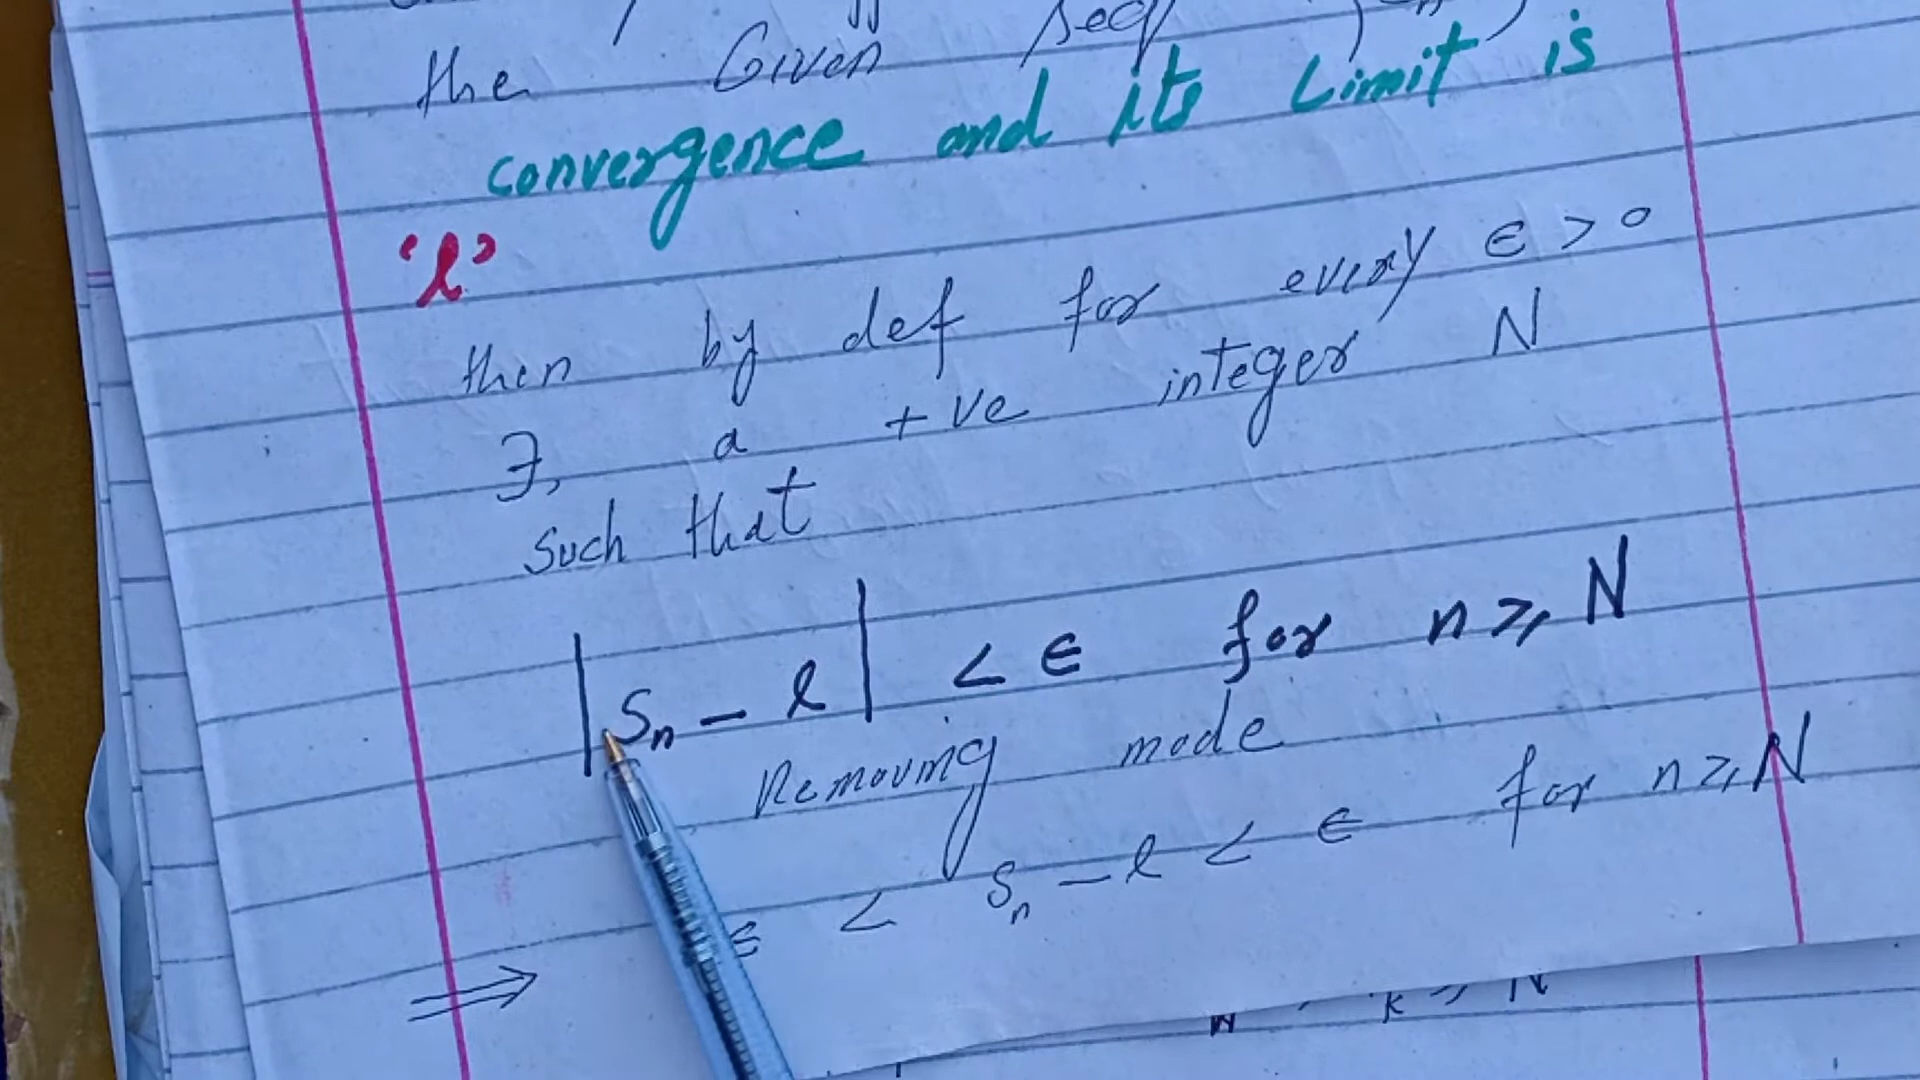 the Given seq
convergence and its Limit is
'l'
then by def for every ∈ > 0
∃, a +ve integer N
such that
|Sn - l| < ∈ for n ≥ N
Removing mode
⇒ ∈ < Sn - l < ∈ for n ≥ N